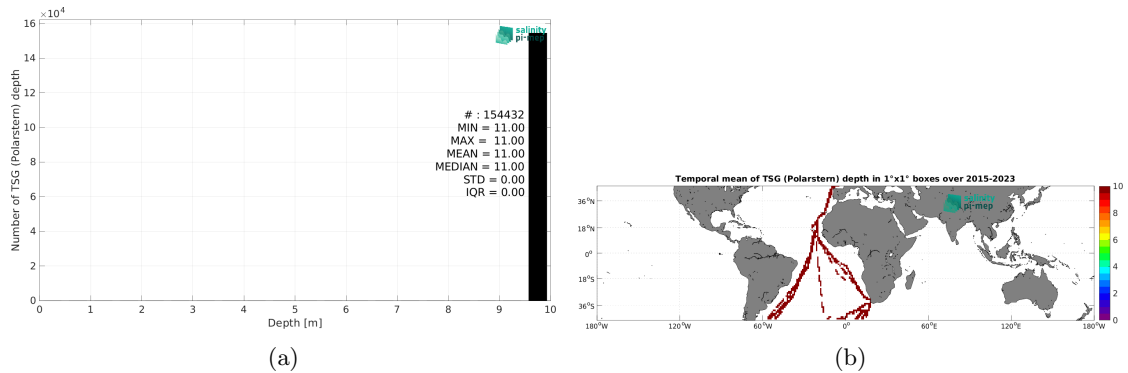 ×10⁴
16
14
12
10
8
6
4
2
0
Number of TSG (Polarstern) depth
salinity
pi-mep
# : 154432
MIN = 11.00
MAX = 11.00
MEAN = 11.00
MEDIAN = 11.00
STD = 0.00
IQR = 0.00
0 1 2 3 4 5 6 7 8 9 10
Depth [m]
(a)
Temporal mean of TSG (Polarstern) depth in 1°x1° boxes over 2015-2023
salinity
pi-mep
36°N
18°N
0°
18°S
36°S
180°W 120°W 60°W 0° 60°E 120°E 180°W
10
8
6
4
2
0
(b)